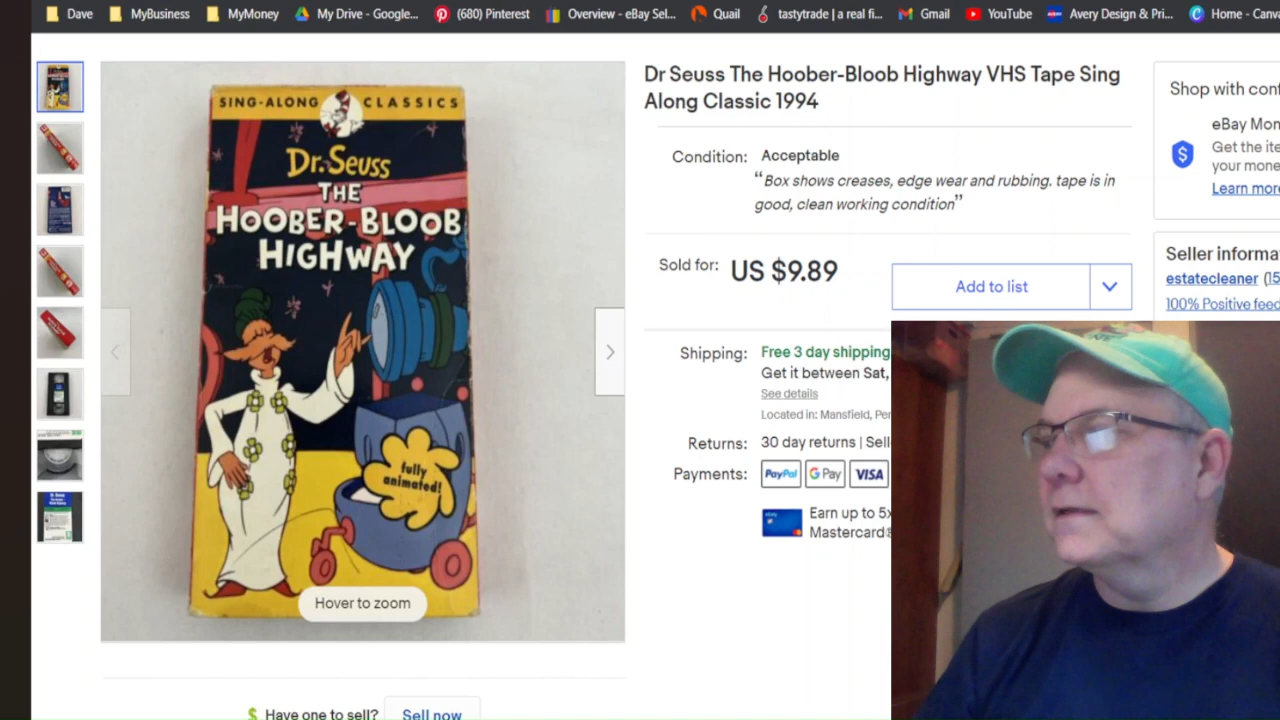 Dave MyBusiness MyMoney My Drive - Google... (680) Pinterest Overview - eBay Sel... Quail tastytrade | a real fi... Gmail YouTube Avery Design & Pri... Home - Canva
SING-ALONG CLASSICS
Dr. Seuss
THE
HOOBER-BLOOB
HIGHWAY
fully
animated!
Hover to zoom
$ Have one to sell? Sell now
Dr Seuss The Hoober-Bloob Highway VHS Tape Sing
Along Classic 1994
Condition: Acceptable
“Box shows creases, edge wear and rubbing. tape is in
good, clean working condition”
Sold for: US $9.89
Add to list
Shipping: Free 3 day shipping
Get it between Sat,
See details
Located in: Mansfield, Pen
Returns: 30 day returns | Sell
Payments: PayPal G Pay VISA
Earn up to 5x
Mastercard®
Shop with conf
eBay Mon
Get the ite
your mone
Learn more
Seller informa
estatecleaner (15
100% Positive feed